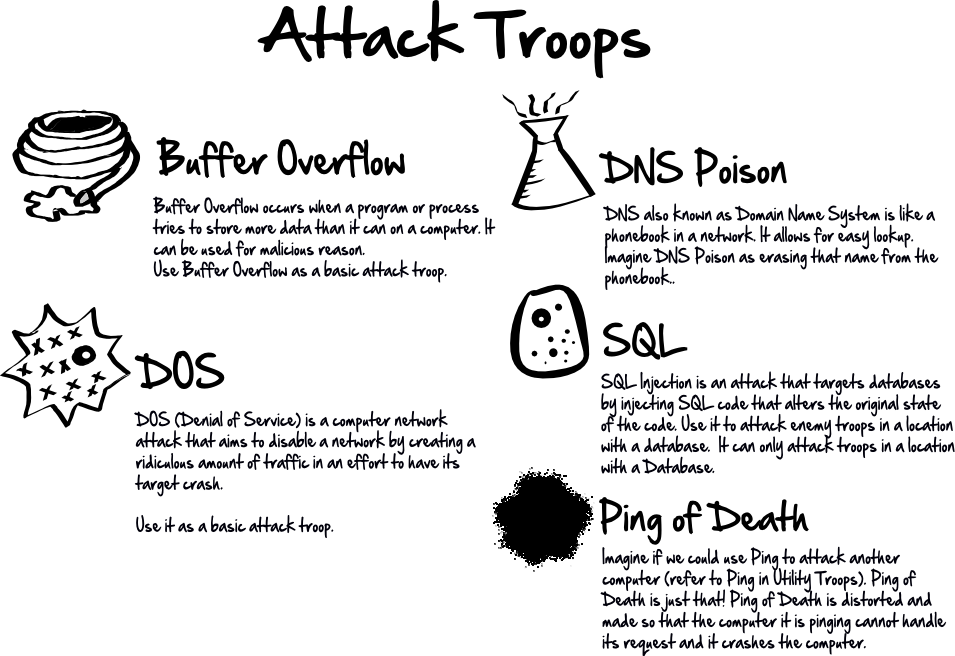 Attack Troops
Buffer Overflow
Buffer Overflow occurs when a program or process
tries to store more data than it can on a computer. It
can be used for malicious reason.
Use Buffer Overflow as a basic attack troop.
DOS
DOS (Denial of Service) is a computer network
attack that aims to disable a network by creating a
ridiculous amount of traffic in an effort to have its
target crash.
Use it as a basic attack troop.
DNS Poison
DNS also known as Domain Name System is like a
phonebook in a network. It allows for easy lookup.
Imagine DNS Poison as erasing that name from the
phonebook..
SQL
SQL Injection is an attack that targets databases
by injecting SQL code that alters the original state
of the code. Use it to attack enemy troops in a location
with a database. It can only attack troops in a location
with a Database.
Ping of Death
Imagine if we could use Ping to attack another
computer (refer to Ping in Utility Troops). Ping of
Death is just that! Ping of Death is distorted and
made so that the computer it is pinging cannot handle
its request and it crashes the computer.